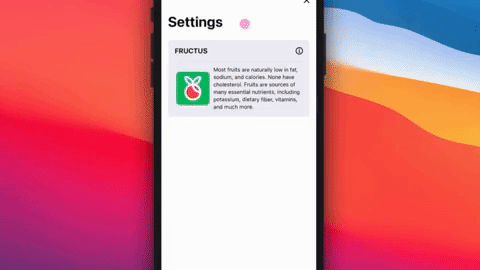 Settings
FRUCTUS
Most fruits are naturally low in fat,
sodium, and calories. None have
cholesterol. Fruits are sources of
many essential nutrients, including
potassium, dietary fiber, vitamins,
and much more.